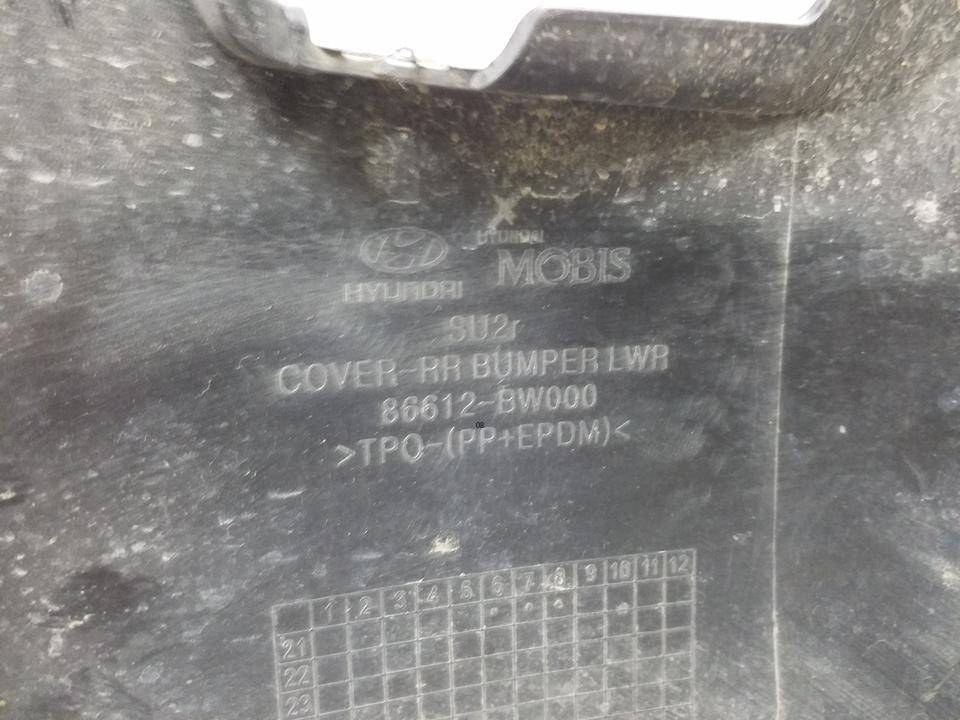 HYUNDAI
HYUNDAI
MOBIS
SU2r
COVER-RR BUMPER LWR
86612-BW000
08
>TPO-(PP+EPDM)<
1 2 3 4 5 6 7 8 9 10 11 12
21
22
23